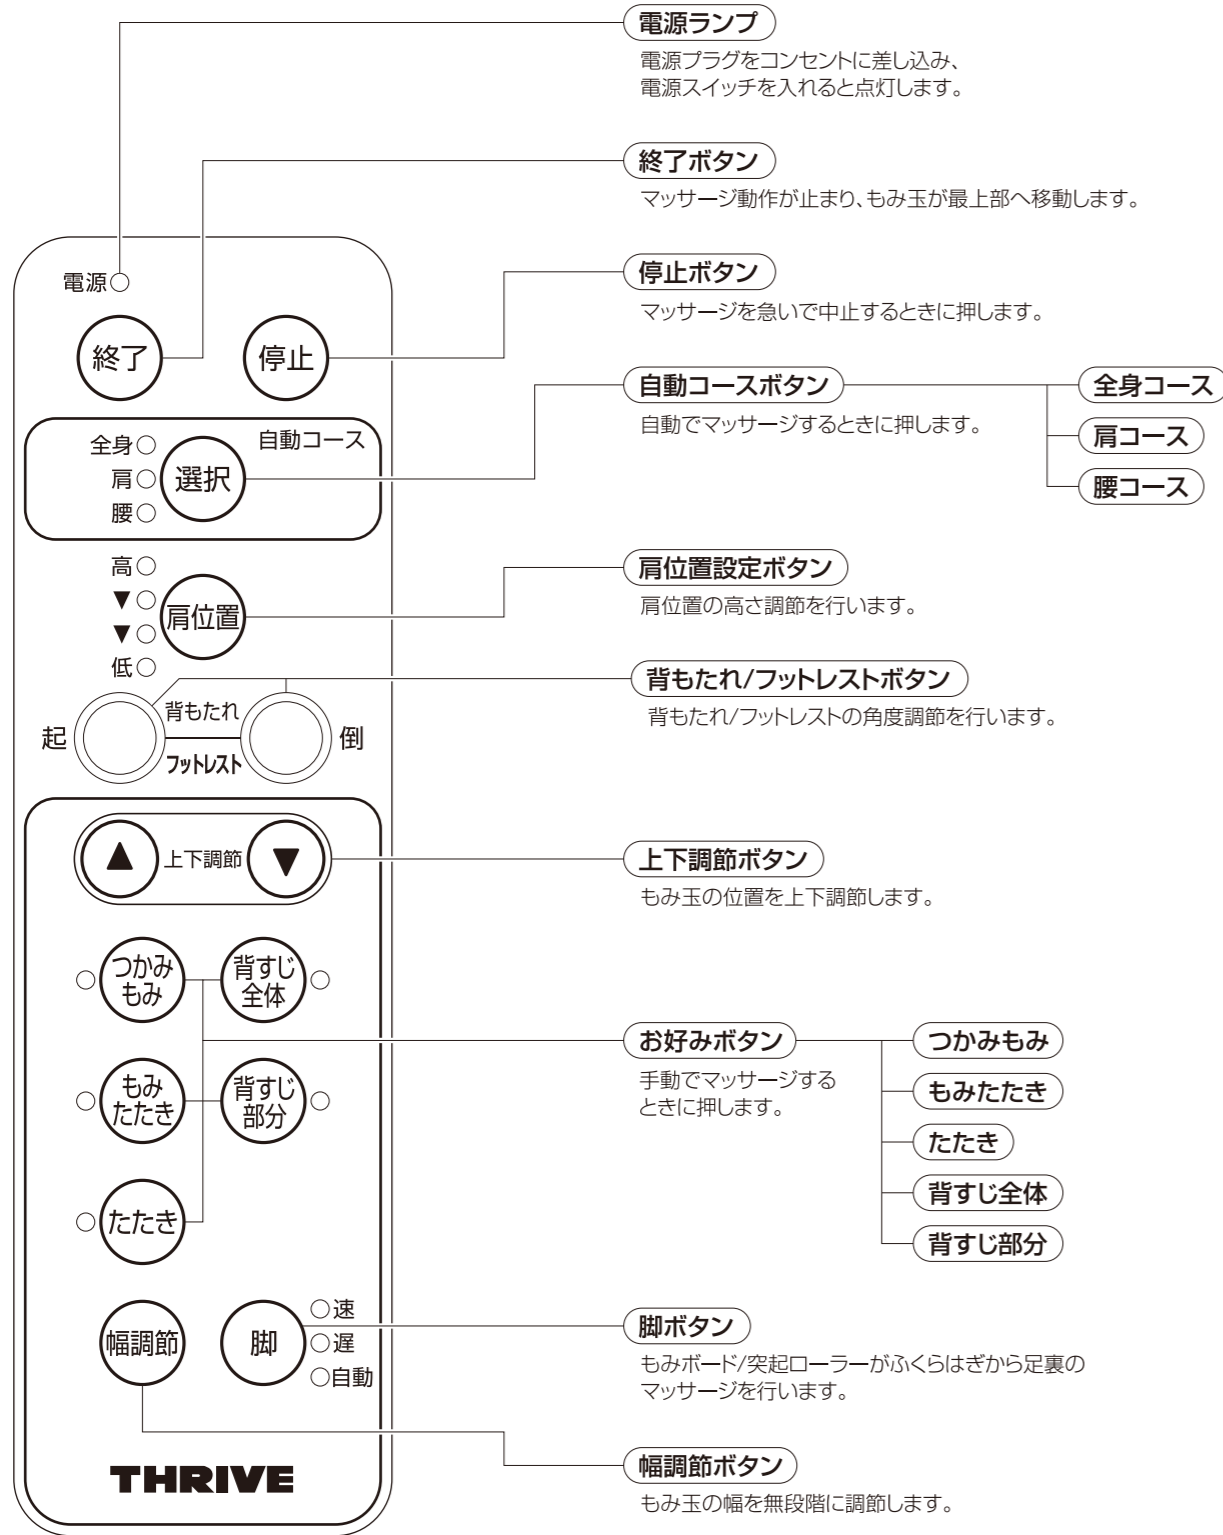 電源ランプ
電源プラグをコンセントに差し込み、
電源スイッチを入れると点灯します。
終了ボタン
マッサージ動作が止まり、もみ玉が最上部へ移動します。
停止ボタン
マッサージを急いで中止するときに押します。
自動コースボタン
自動でマッサージするときに押します。
全身コース
肩コース
腰コース
肩位置設定ボタン
肩位置の高さ調節を行います。
背もたれ/フットレストボタン
背もたれ/フットレストの角度調節を行います。
上下調節ボタン
もみ玉の位置を上下調節します。
お好みボタン
手動でマッサージする
ときに押します。
つかみもみ
もみたたき
たたき
背すじ全体
背すじ部分
脚ボタン
もみボード/突起ローラーがふくらはぎから足裏の
マッサージを行います。
幅調節ボタン
もみ玉の幅を無段階に調節します。
電源○
終了
停止
自動コース
全身○
肩○
腰○
選択
高○
▼○
▼○
低○
肩位置
起
背もたれ
フットレスト
倒
▲
上下調節
▼
つかみ
もみ
背すじ
全体
もみ
たたき
背すじ
部分
たたき
幅調節
脚
○速
○遅
○自動
THRIVE